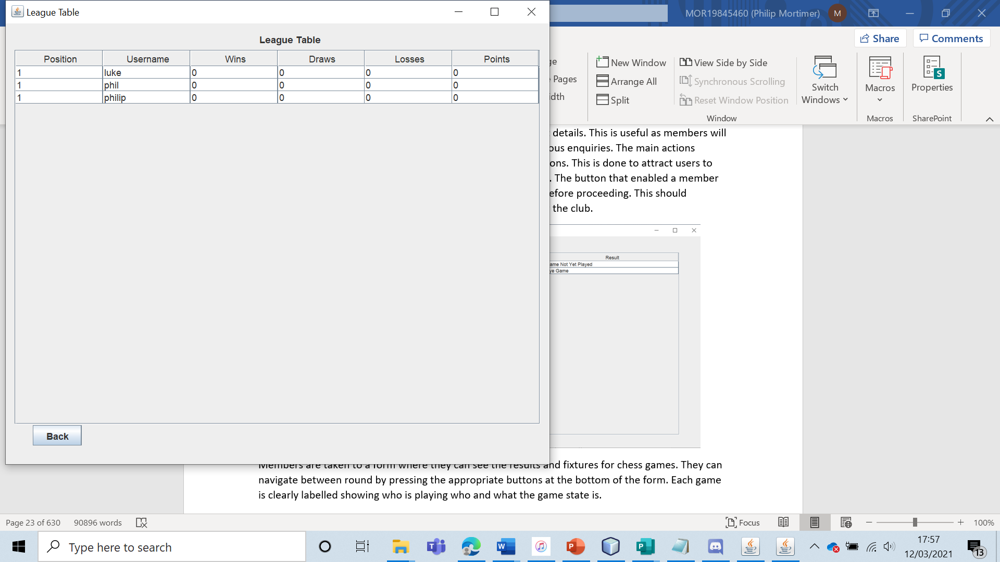 League Table
MOR19845460 (Philip Mortimer) M
Share Comments
League Table
Position Username Wins Draws Losses Points
1 luke 0 0 0 0
1 phil 0 0 0 0
1 philip 0 0 0 0
Back
Pages
New Window
Arrange All
Split
View Side by Side
Synchronous Scrolling
Reset Window Position
Window
Switch
Windows
Macros
Macros
Properties
SharePoint
details. This is useful as members will
ous enquiries. The main actions
ons. This is done to attract users to
. The button that enabled a member
efore proceeding. This should
the club.
Result
ame Not Yet Played
ye Game
Members are taken to a form where they can see the results and fixtures for chess games. They can
navigate between round by pressing the appropriate buttons at the bottom of the form. Each game
is clearly labelled showing who is playing who and what the game state is.
Page 23 of 630 90896 words Focus 100%
Type here to search
17:57
12/03/2021
13